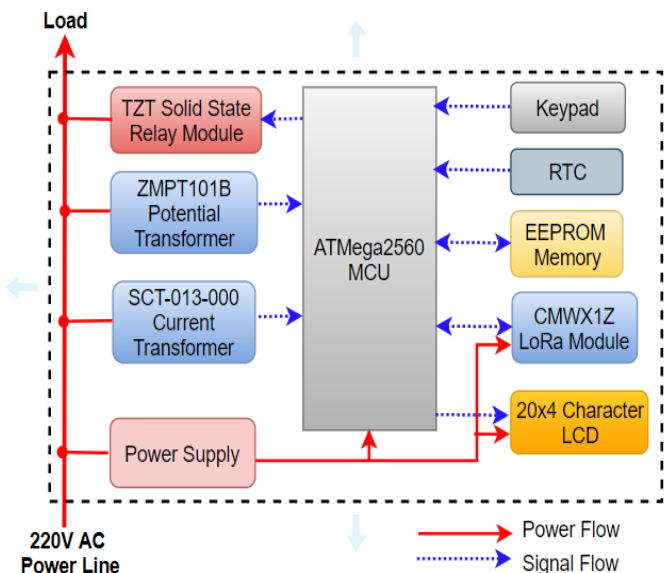 Load
TZT Solid State
Relay Module
ZMPT101B
Potential
Transformer
SCT-013-000
Current
Transformer
Power Supply
220V AC
Power Line
ATMega2560
MCU
Keypad
RTC
EEPROM
Memory
CMWX1Z
LoRa Module
20x4 Character
LCD
Power Flow
Signal Flow